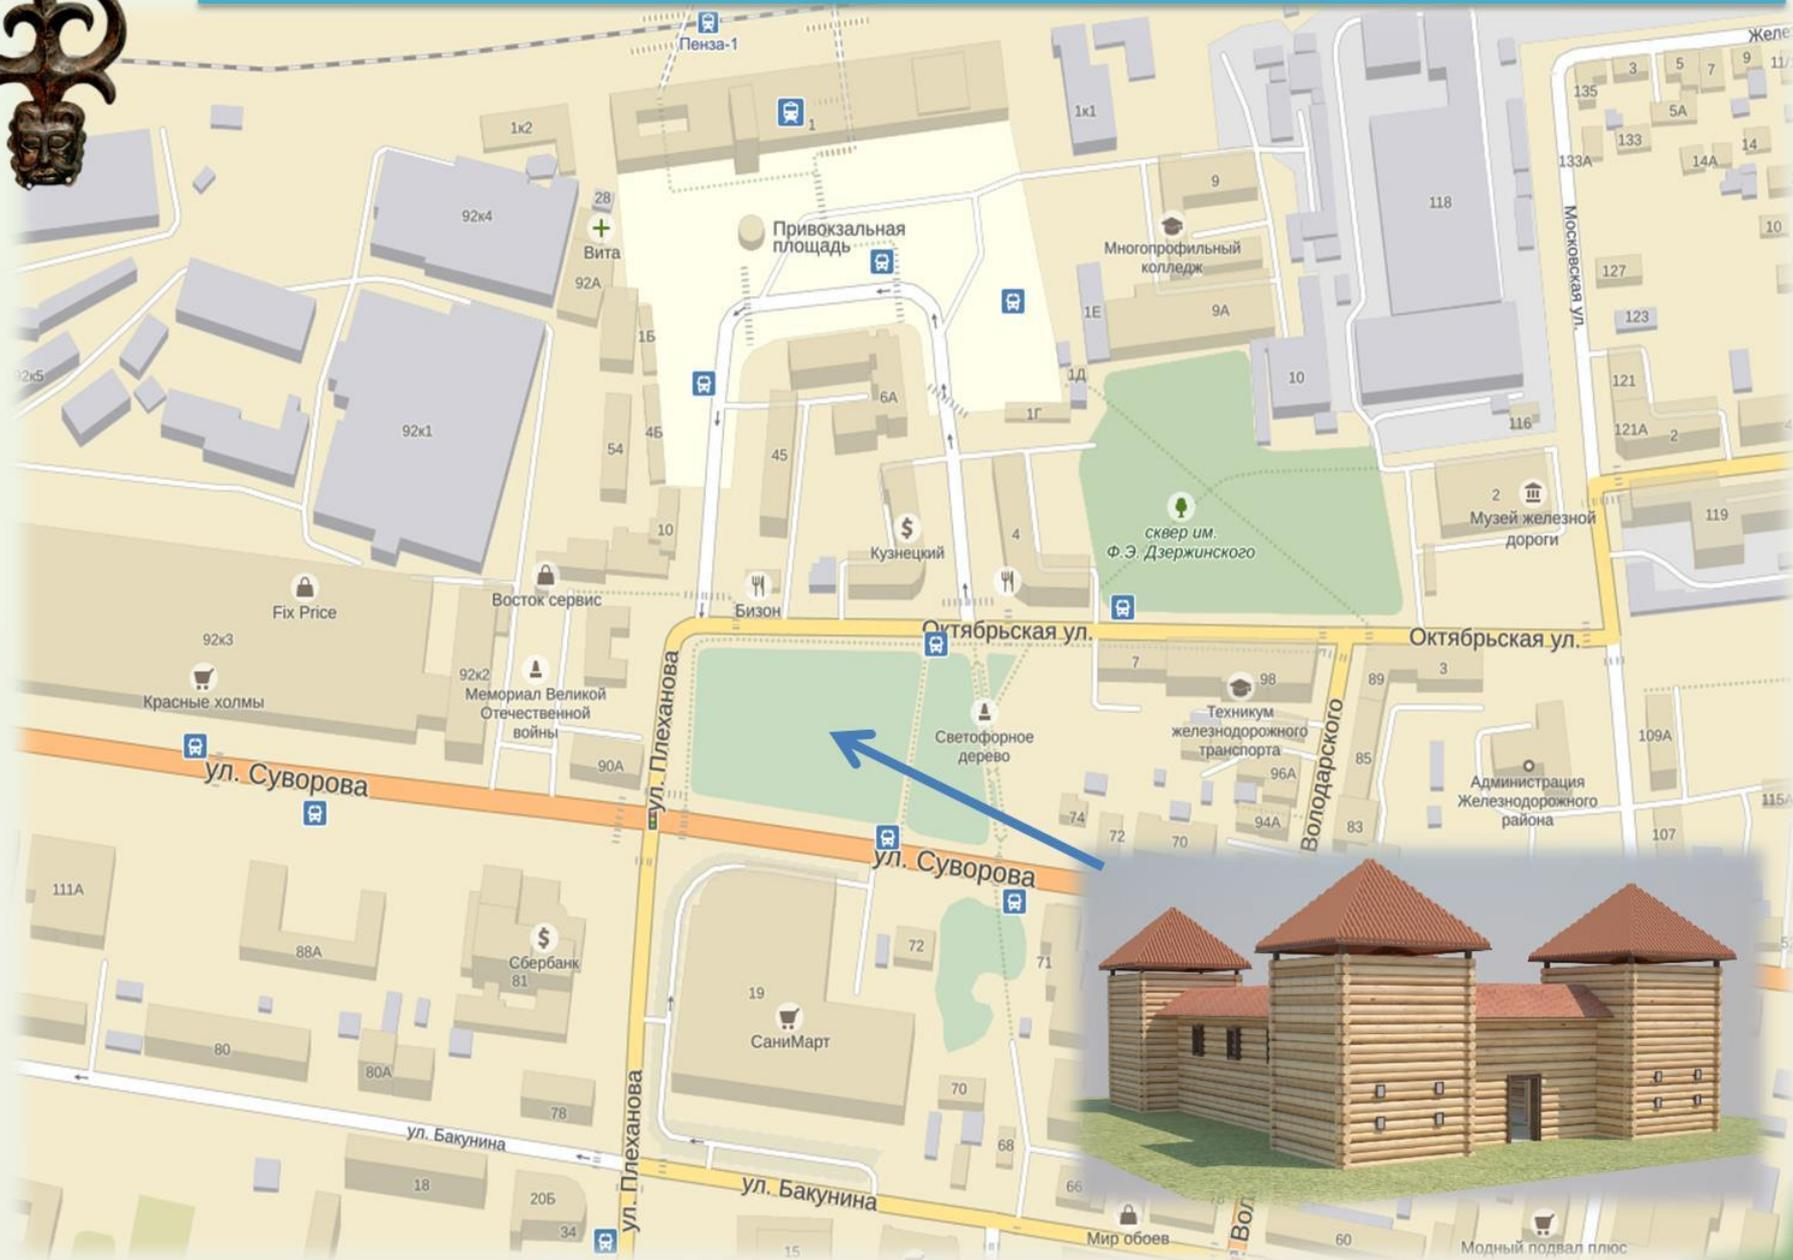 Пенза-1
Желе
3
5
7
9
11/
135
5А
1к1
1
1к2
118
133
14
133А
14А
9
28
92к4
10
Вита
Привокзальная
площадь
Многопрофильный
колледж
Московская ул.
127
92А
1Е
9А
123
1Б
92к5
1Д
10
121
6А
1Г
116
92к1
4Б
121А
2
54
45
2
Музей железной
дороги
119
10
4
сквер им.
Ф.Э. Дзержинского
Кузнецкий
Fix Price
Восток сервис
Бизон
92к3
Октябрьская ул.
Октябрьская ул.
92к2
Мемориал Великой
Отечественной
войны
Красные холмы
7
98
89
3
Техникум
железнодорожного
транспорта
Светофорное
дерево
ул. Плеханова
Володарского
109А
90А
ул. Суворова
85
96А
Администрация
Железнодорожного
района
115А
74
72
70
94А
83
107
ул. Суворова
111А
88А
Сбербанк
81
72
71
19
СаниМарт
80
80А
78
70
ул. Плеханова
68
ул. Бакунина
18
20Б
34
ул. Бакунина
66
15
Мир обоев
Вол
60
Модный подвал плюс